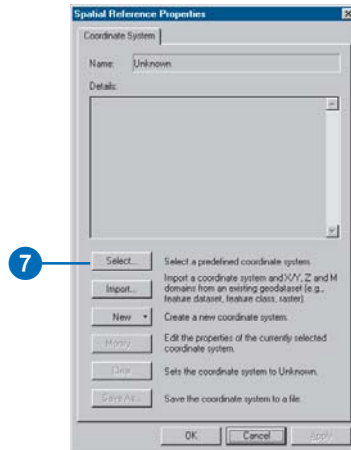 Spatial Reference Properties
Coordinate System
Name: Unknown
Details:
7
Select... Select a predefined coordinate system.
Import... Import a coordinate system and X/Y, Z and M
domains from an existing geodataset (e.g.,
feature dataset, feature class, raster).
New Create a new coordinate system.
Modify... Edit the properties of the currently selected
coordinate system.
Clear Sets the coordinate system to Unknown.
Save As... Save the coordinate system to a file.
OK Cancel Apply